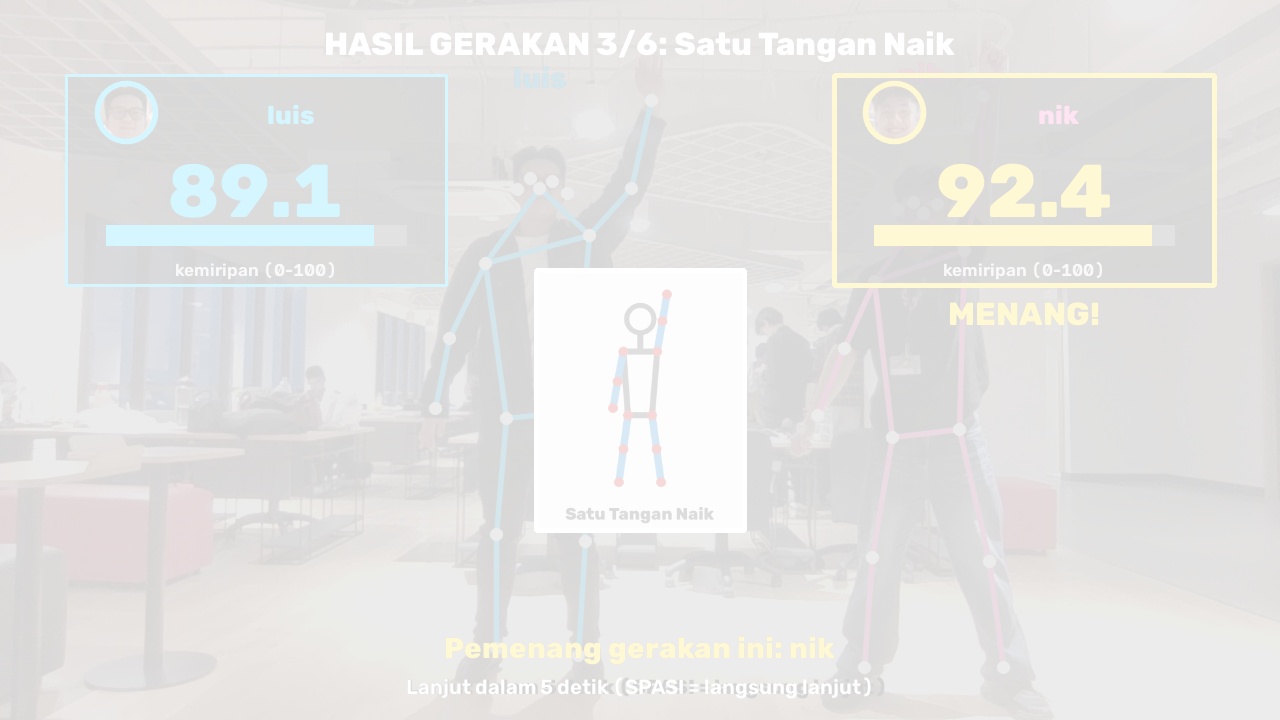 HASIL GERAKAN 3/6: Satu Tangan Naik
luis
luis
89.1
kemiripan (0-100)
nik
92.4
kemiripan (0-100)
MENANG!
Satu Tangan Naik
Pemenang gerakan ini: nik
Lanjut dalam 5 detik (SPASI = langsung lanjut)